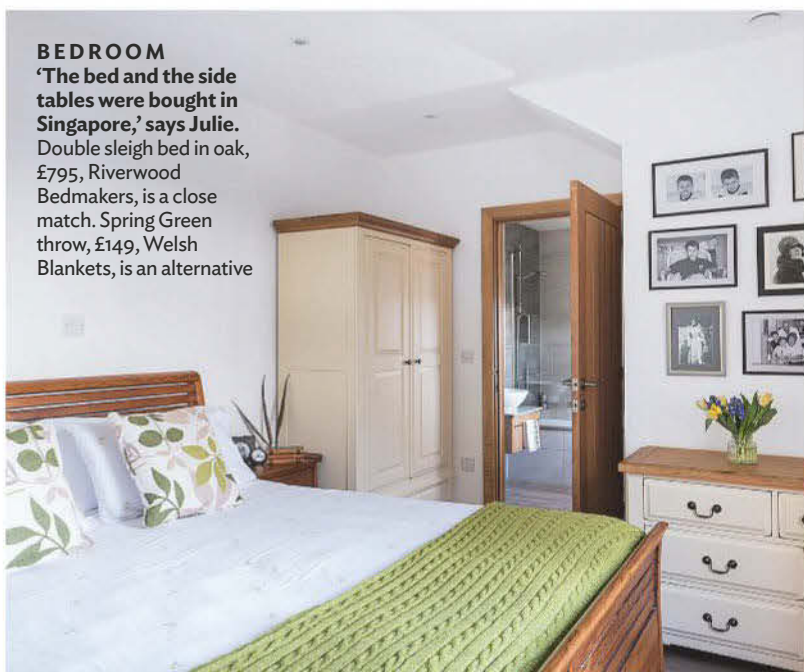 BEDROOM
‘The bed and the side
tables were bought in
Singapore,’ says Julie.
Double sleigh bed in oak,
£795, Riverwood
Bedmakers, is a close
match. Spring Green
throw, £149, Welsh
Blankets, is an alternative